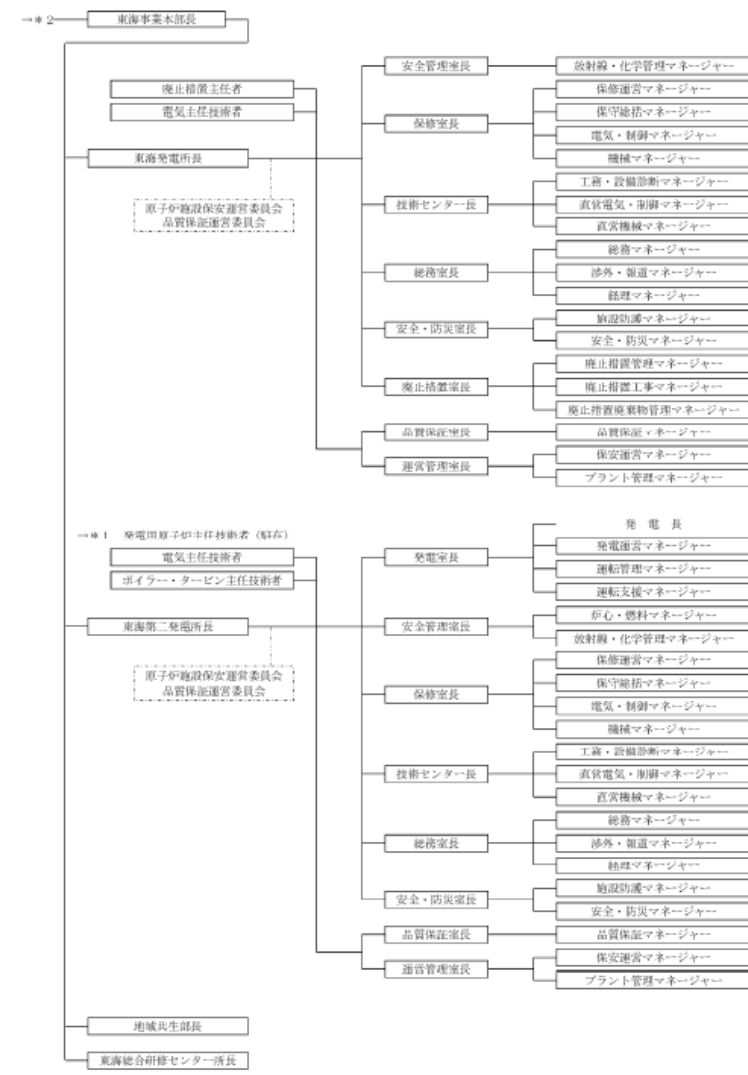 →＊2
東海事業本部長
安全管理室長
放射線・化学管理マネージャー
廃止措置主任者
保修運営マネージャー
電気主任技術者
保守総括マネージャー
保修室長
電気・制御マネージャー
東海発電所長
機械マネージャー
工務・設備診断マネージャー
原子炉施設保安運営委員会
品質保証運営委員会
技術センター長
直営電気・制御マネージャー
直営機械マネージャー
総務マネージャー
総務室長
渉外・報道マネージャー
経理マネージャー
施設防護マネージャー
安全・防災室長
安全・防災マネージャー
廃止措置管理マネージャー
廃止措置室長
廃止措置工事マネージャー
廃止措置廃棄物管理マネージャー
品質保証室長
品質保証マネージャー
保安運営マネージャー
運営管理室長
プラント管理マネージャー
発電長
→＊1 発電用原子炉主任技術者（駐在）
発電運営マネージャー
電気主任技術者
発電室長
運転管理マネージャー
ボイラー・タービン主任技術者
運転支援マネージャー
炉心・燃料マネージャー
東海第二発電所長
安全管理室長
放射線・化学管理マネージャー
保修運営マネージャー
原子炉施設保安運営委員会
品質保証運営委員会
保守総括マネージャー
保修室長
電気・制御マネージャー
機械マネージャー
工務・設備診断マネージャー
技術センター長
直営電気・制御マネージャー
直営機械マネージャー
総務マネージャー
総務室長
渉外・報道マネージャー
経理マネージャー
施設防護マネージャー
安全・防災室長
安全・防災マネージャー
品質保証室長
品質保証マネージャー
保安運営マネージャー
運営管理室長
プラント管理マネージャー
地域共生部長
東海総合研修センター所長